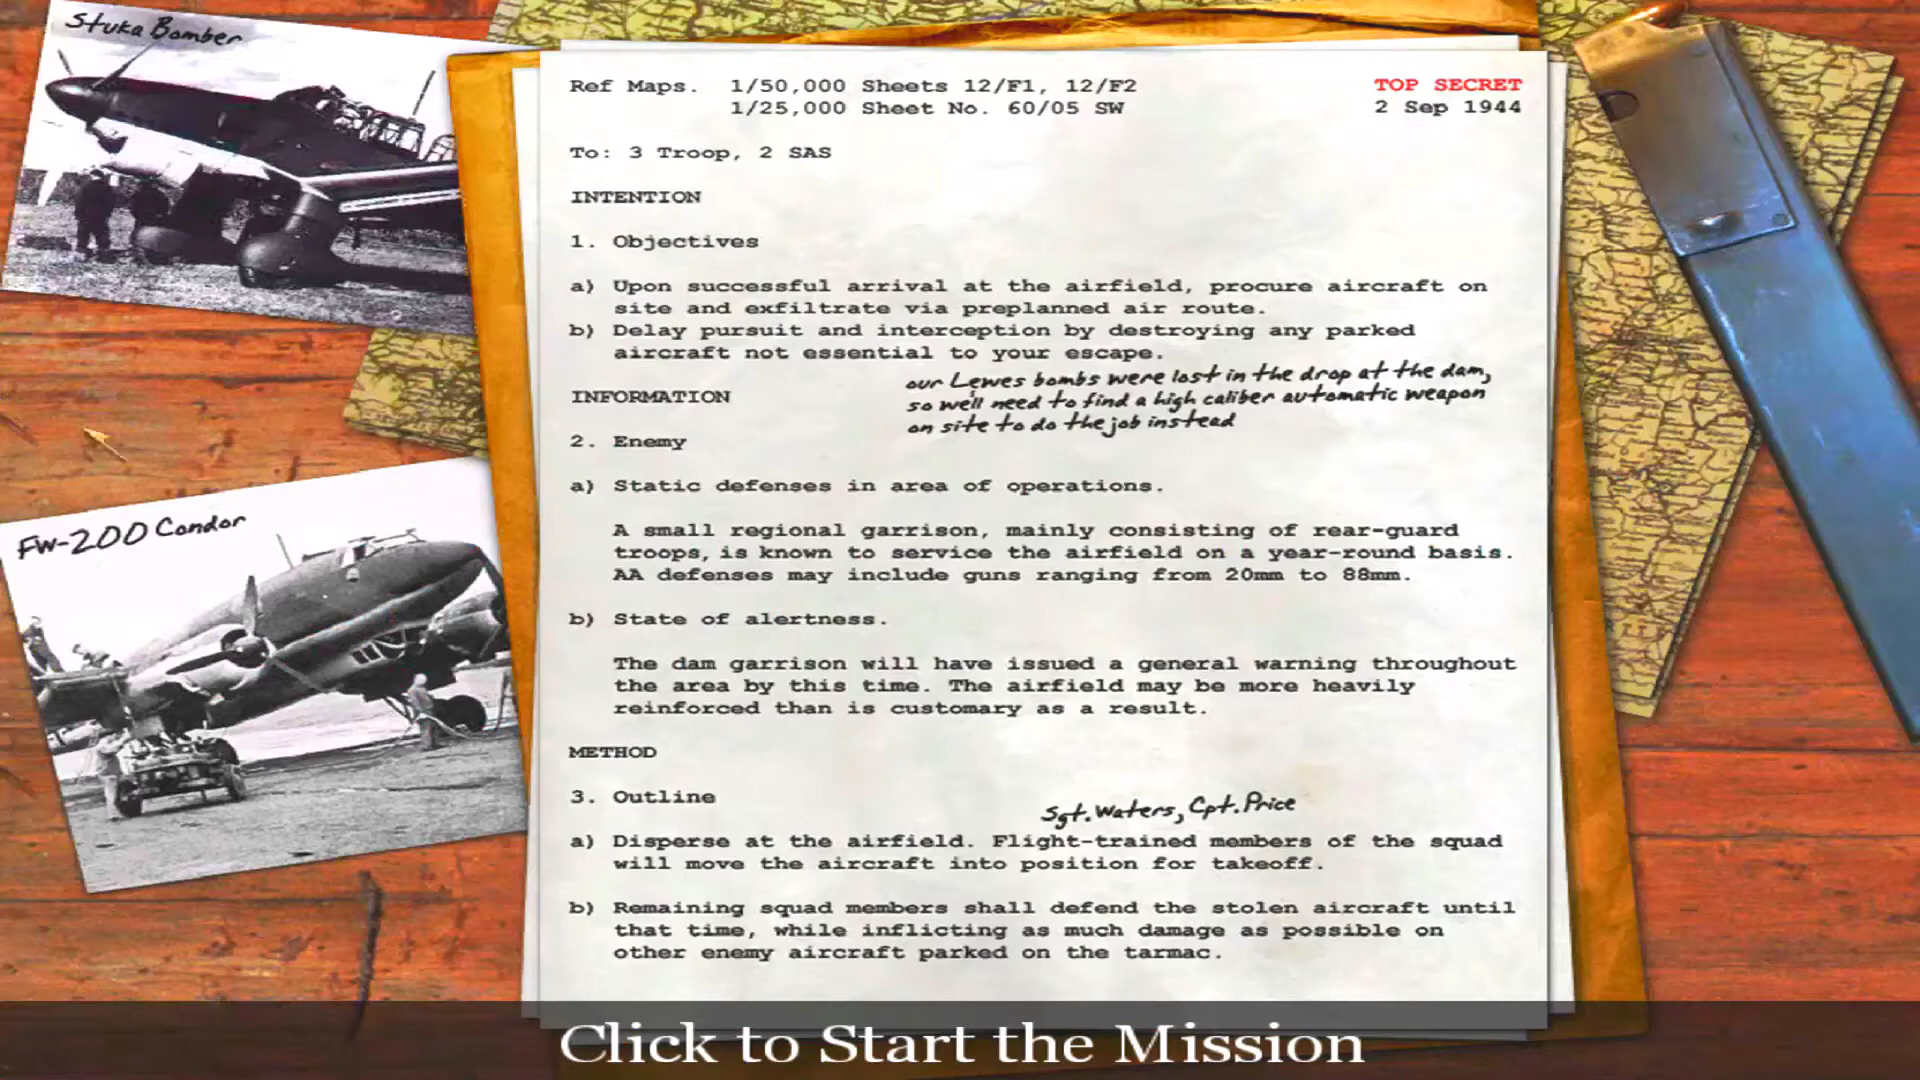 Stuka Bomber
FW-200 Condor
Ref Maps. 1/50,000 Sheets 12/F1, 12/F2
1/25,000 Sheet No. 60/05 SW
TOP SECRET
2 Sep 1944
To: 3 Troop, 2 SAS
INTENTION
1. Objectives
a) Upon successful arrival at the airfield, procure aircraft on
site and exfiltrate via preplanned air route.
b) Delay pursuit and interception by destroying any parked
aircraft not essential to your escape.
our Lewes bombs were lost in the drop at the dam,
so we'll need to find a high caliber automatic weapon
on site to do the job instead
INFORMATION
2. Enemy
a) Static defenses in area of operations.
A small regional garrison, mainly consisting of rear-guard
troops, is known to service the airfield on a year-round basis.
AA defenses may include guns ranging from 20mm to 88mm.
b) State of alertness.
The dam garrison will have issued a general warning throughout
the area by this time. The airfield may be more heavily
reinforced than is customary as a result.
METHOD
3. Outline
Sgt. Waters, Cpt. Price
a) Disperse at the airfield. Flight-trained members of the squad
will move the aircraft into position for takeoff.
b) Remaining squad members shall defend the stolen aircraft until
that time, while inflicting as much damage as possible on
other enemy aircraft parked on the tarmac.
Click to Start the Mission